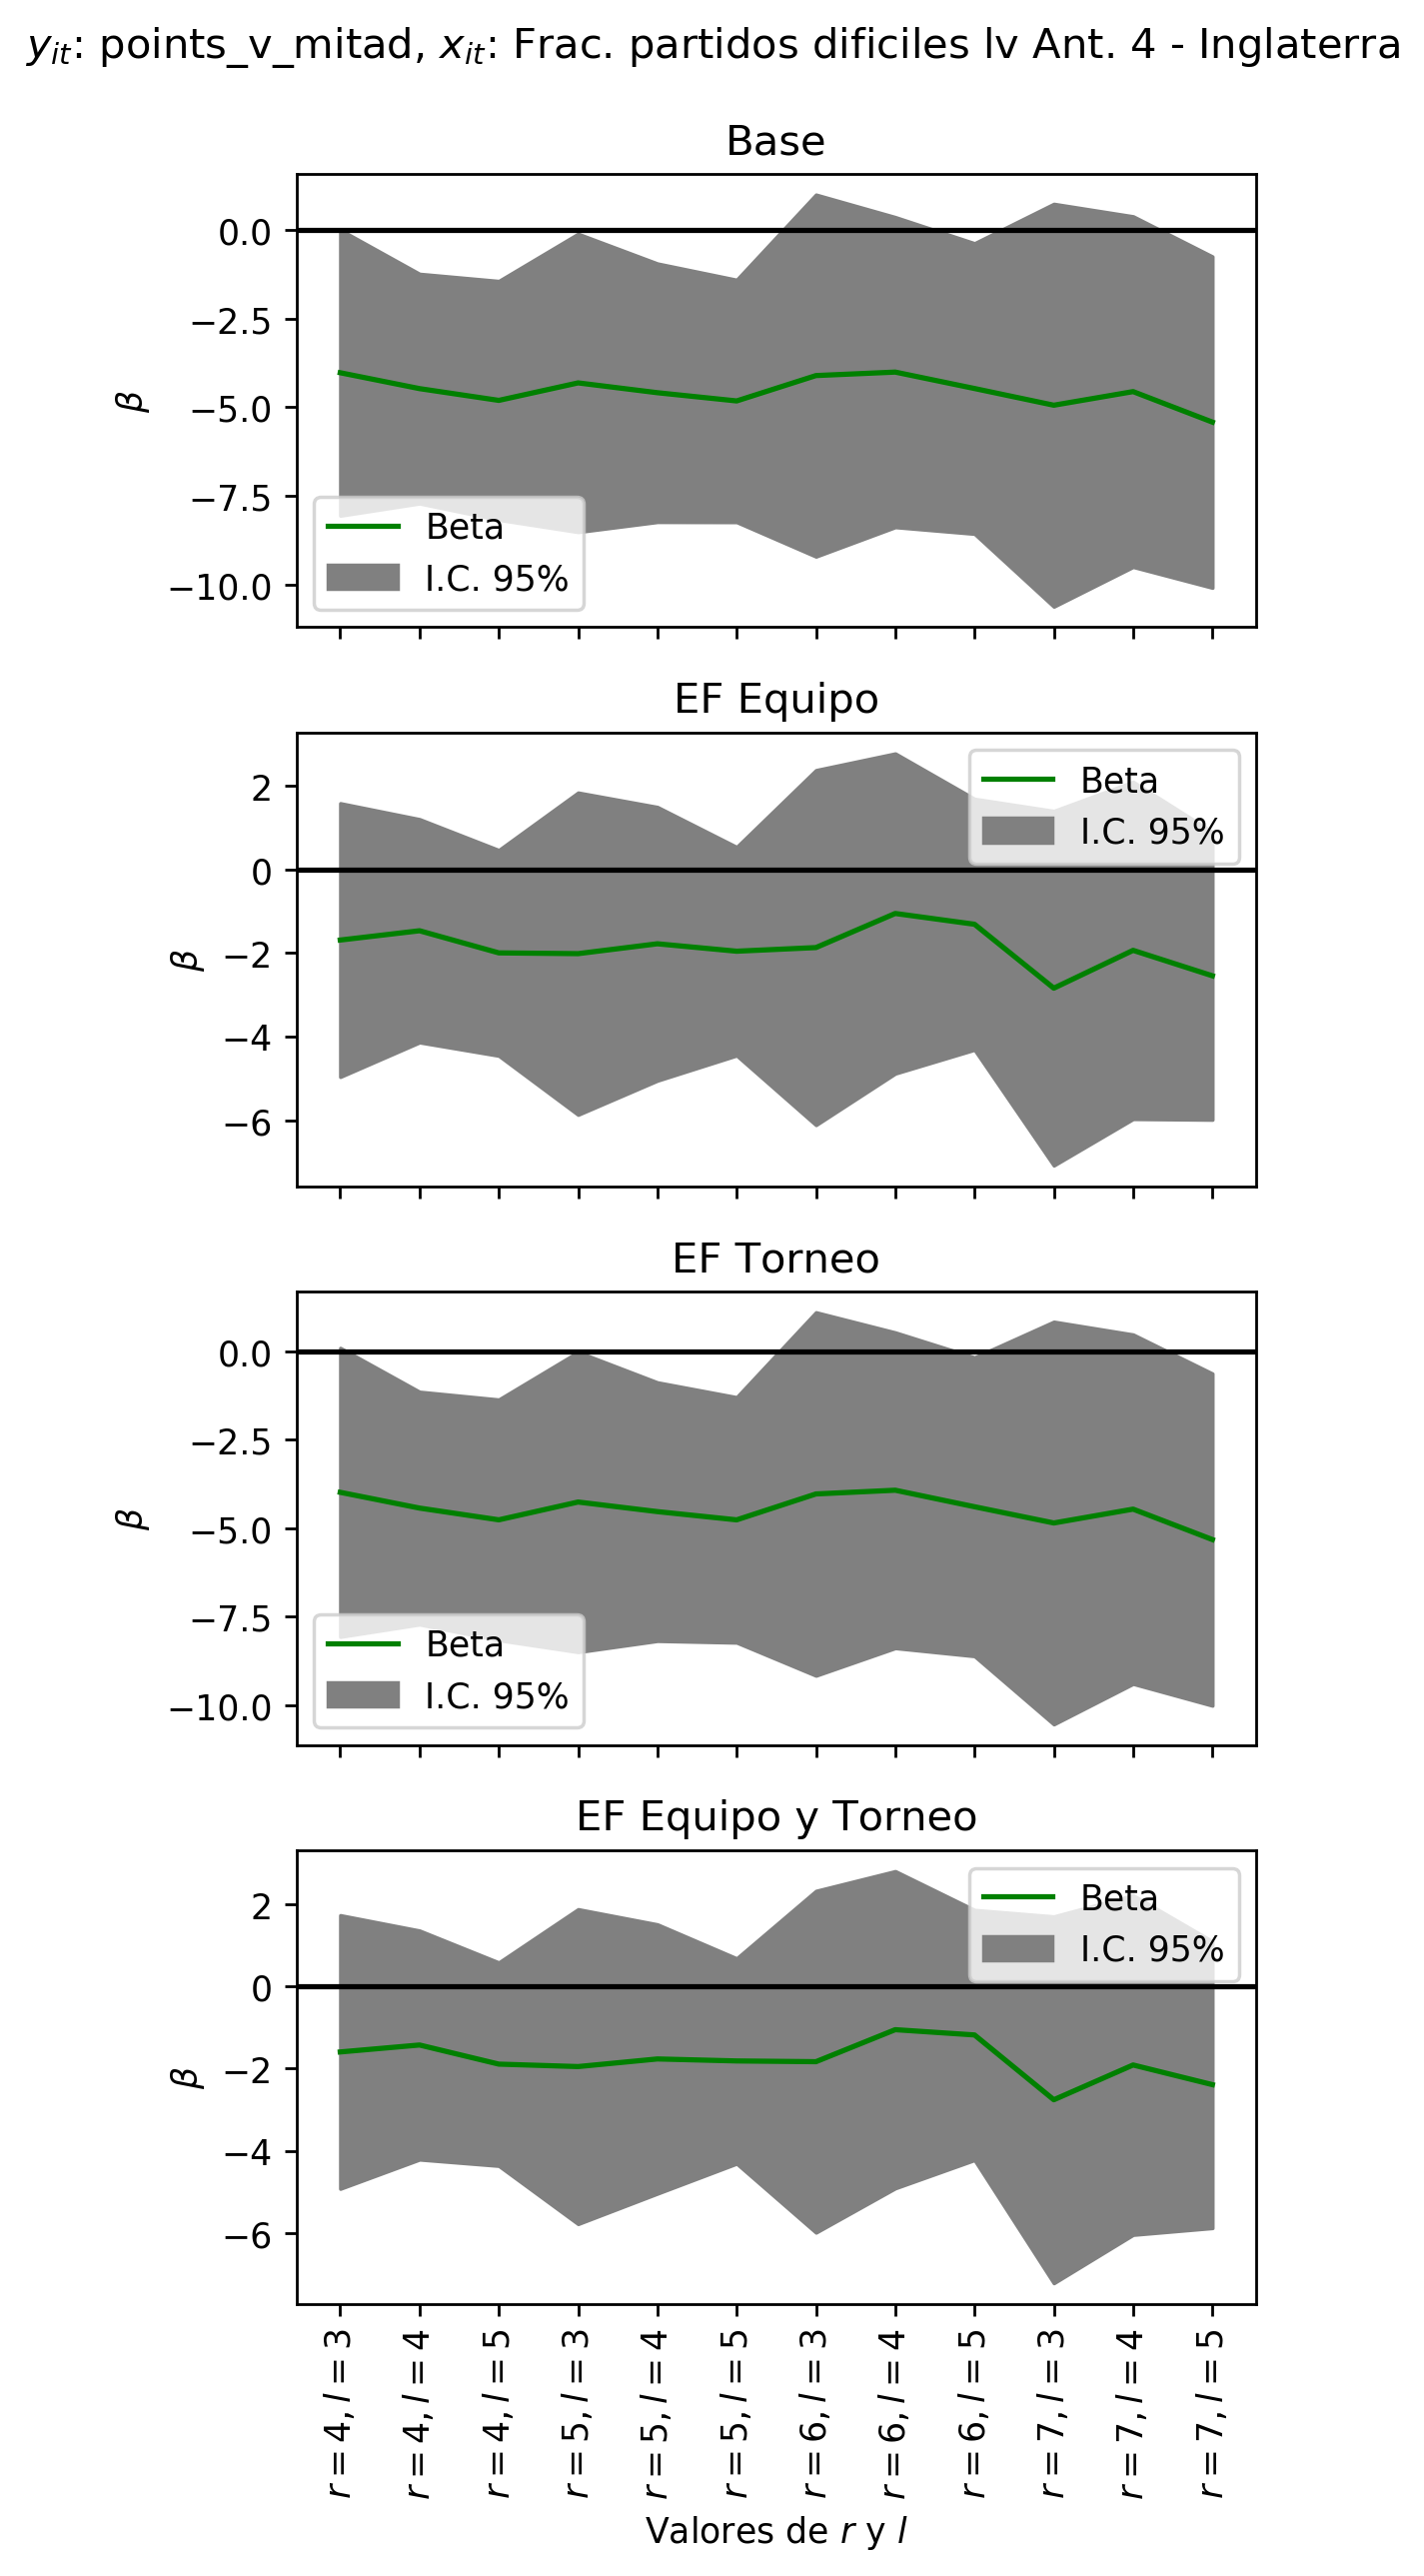 y_it: points_v_mitad, x_it: Frac. partidos dificiles lv Ant. 4 - Inglaterra
Base
0.0
−2.5
−5.0
−7.5
−10.0
β
Beta
I.C. 95%
EF Equipo
2
0
−2
−4
−6
β
Beta
I.C. 95%
EF Torneo
0.0
−2.5
−5.0
−7.5
−10.0
β
Beta
I.C. 95%
EF Equipo y Torneo
2
0
−2
−4
−6
β
Beta
I.C. 95%
r = 4, l = 3
r = 4, l = 4
r = 4, l = 5
r = 5, l = 3
r = 5, l = 4
r = 5, l = 5
r = 6, l = 3
r = 6, l = 4
r = 6, l = 5
r = 7, l = 3
r = 7, l = 4
r = 7, l = 5
Valores de r y l